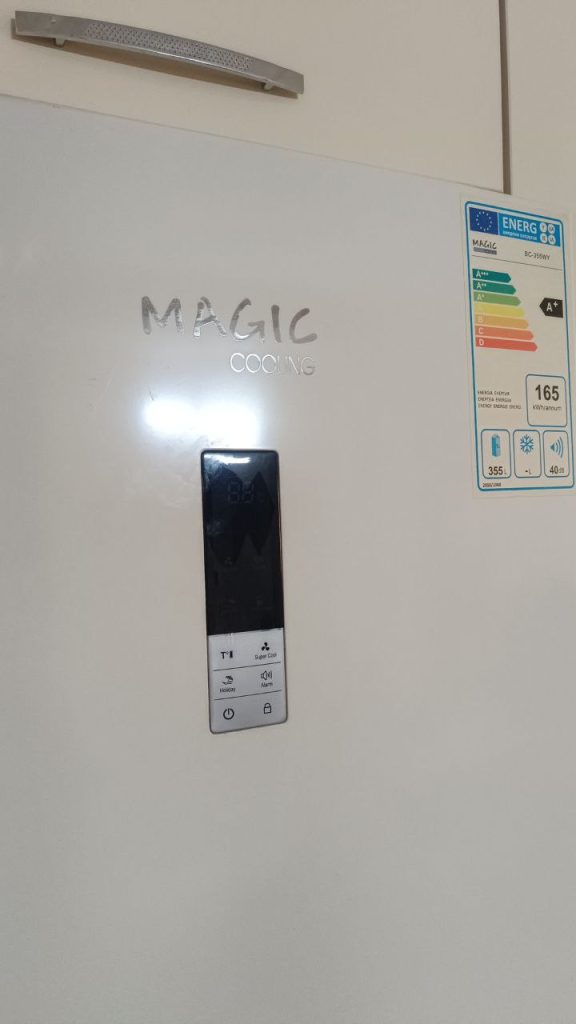 MAGIC
COOLING
T°
Super Cool
Holiday
Alarm
ENERG
MAGIC
BC-355WY
A+++
A++
A+
A
B
C
D
A+
165
kWh/annum
355 L
- L
40 dB